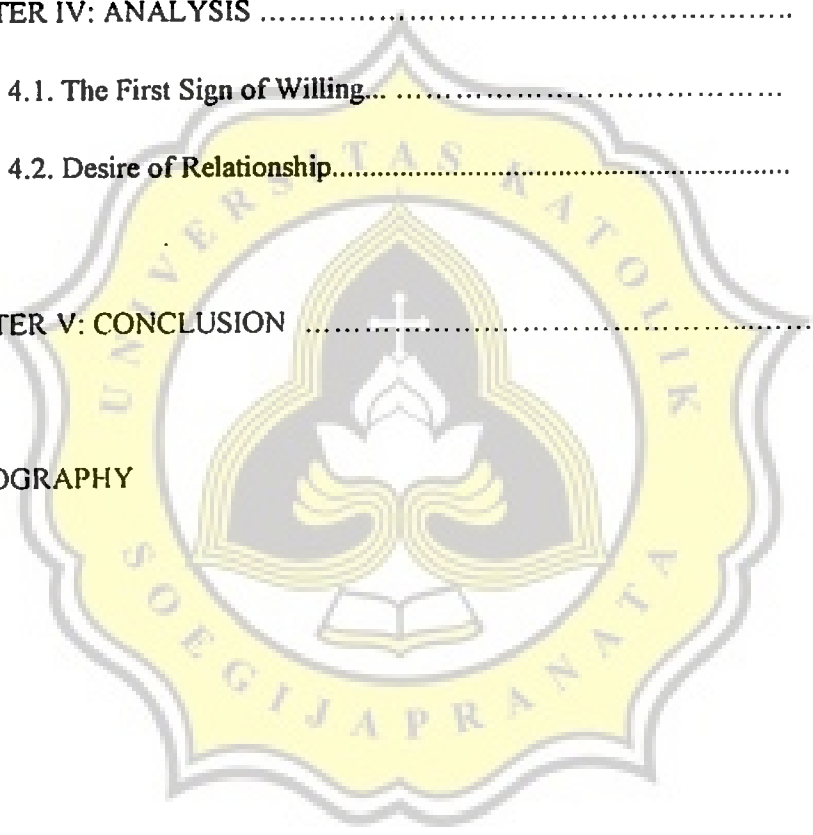 TER IV: ANALYSIS ................................................................
4.1. The First Sign of Willing... ................................................
4.2. Desire of Relationship................................................................
TER V: CONCLUSION ................................................................
OGRAPHY
UNIVERSITAS KATOLIK
SOEGIJAPRANATA